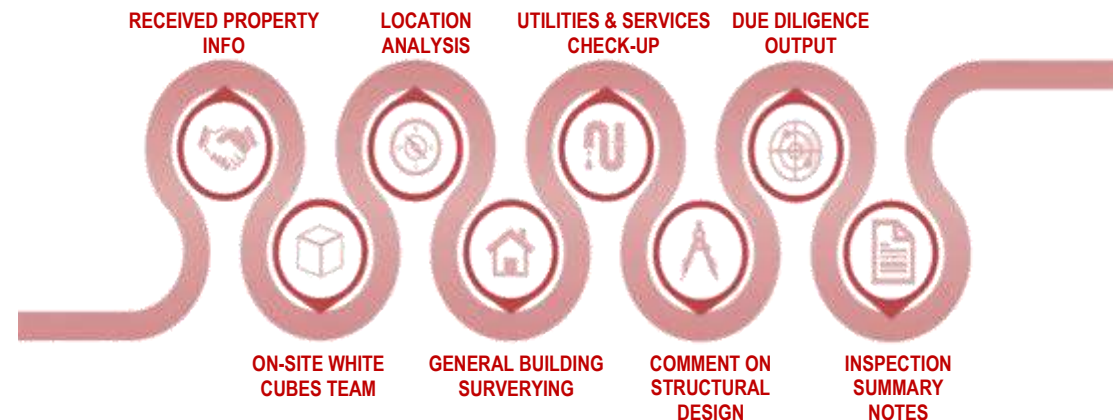 RECEIVED PROPERTY
INFO
LOCATION
ANALYSIS
UTILITIES & SERVICES
CHECK-UP
DUE DILIGENCE
OUTPUT
ON-SITE WHITE
CUBES TEAM
GENERAL BUILDING
SURVERYING
COMMENT ON
STRUCTURAL
DESIGN
INSPECTION
SUMMARY
NOTES